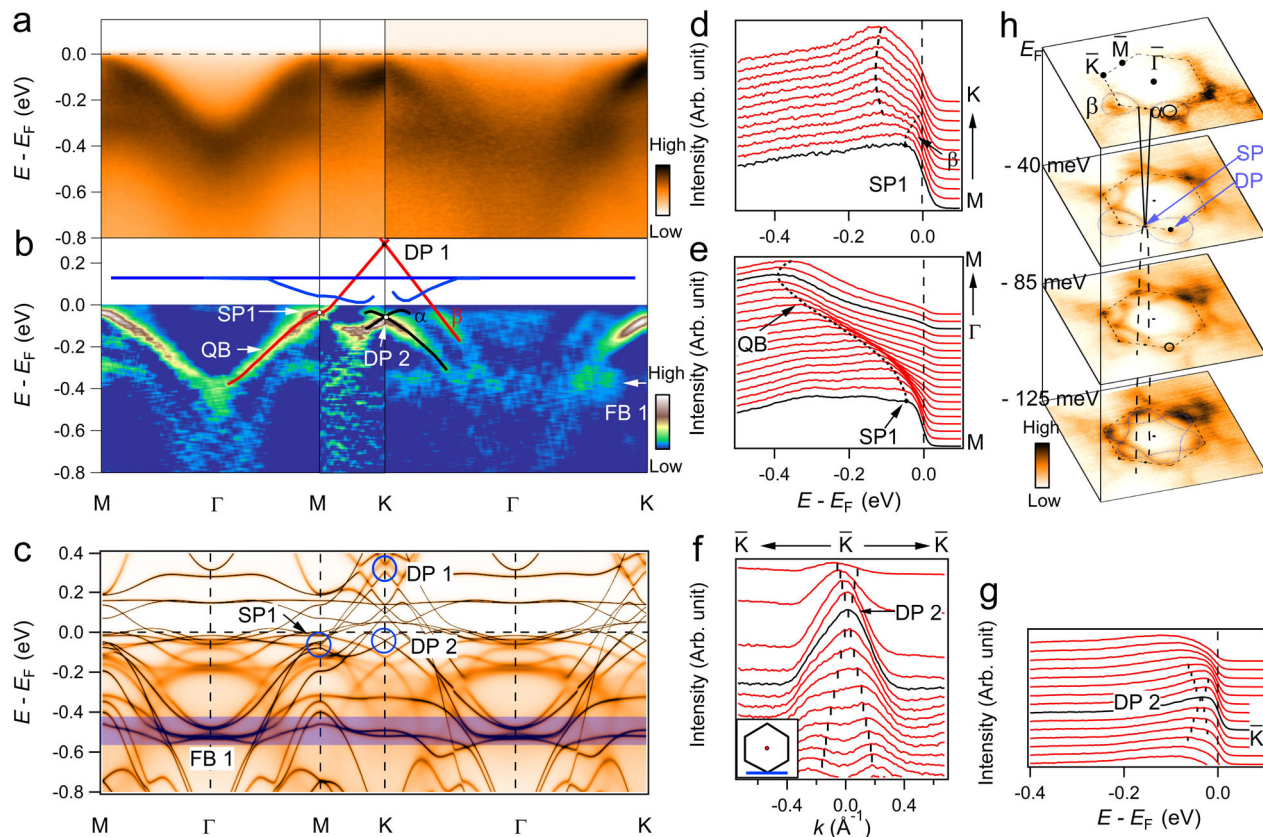 a
E - E_F (eV)
0.0
-0.2
-0.4
-0.6
-0.8
High
Low
b
E - E_F (eV)
0.2
0.0
-0.2
-0.4
-0.6
-0.8
DP 1
SP1
QB
α
β
DP 2
FB 1
High
Low
M Γ M K Γ K
c
E - E_F (eV)
0.4
0.2
0.0
-0.2
-0.4
-0.6
-0.8
DP 1
SP1
DP 2
FB 1
M Γ M K Γ K
d
Intensity (Arb. unit)
K
β
SP1
M
-0.4 -0.2 0.0
e
Intensity (Arb. unit)
M
Γ
QB
SP1
M
-0.4 -0.2 0.0
E - E_F (eV)
f
K̅ K̅ K̅
Intensity (Arb. unit)
DP 2
-0.4 0.0 0.4
k (Å⁻¹)
g
Intensity (Arb. unit)
DP 2
K̅
-0.4 -0.2 0.0
E - E_F (eV)
h
E_F
M̅
K̅
Γ̅
β
α
- 40 meV
SP
DP
- 85 meV
- 125 meV
High
Low